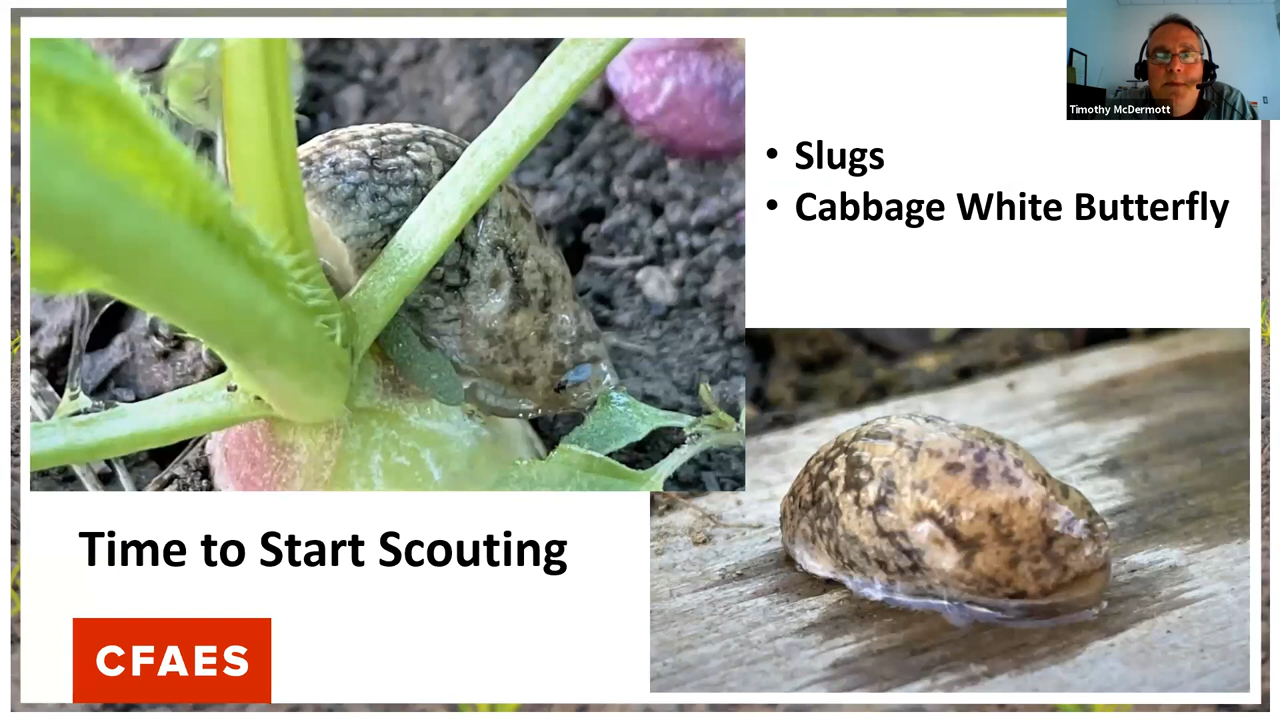 Timothy McDermott
• Slugs
• Cabbage White Butterfly
Time to Start Scouting
CFAES